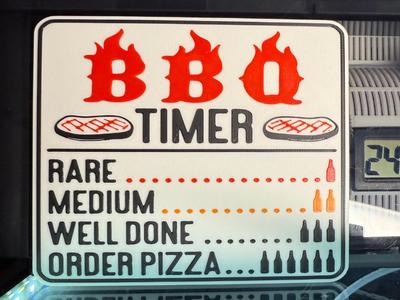 BBQ
TIMER
RARE ....................
MEDIUM ................
WELL DONE ........
ORDER PIZZA...
24